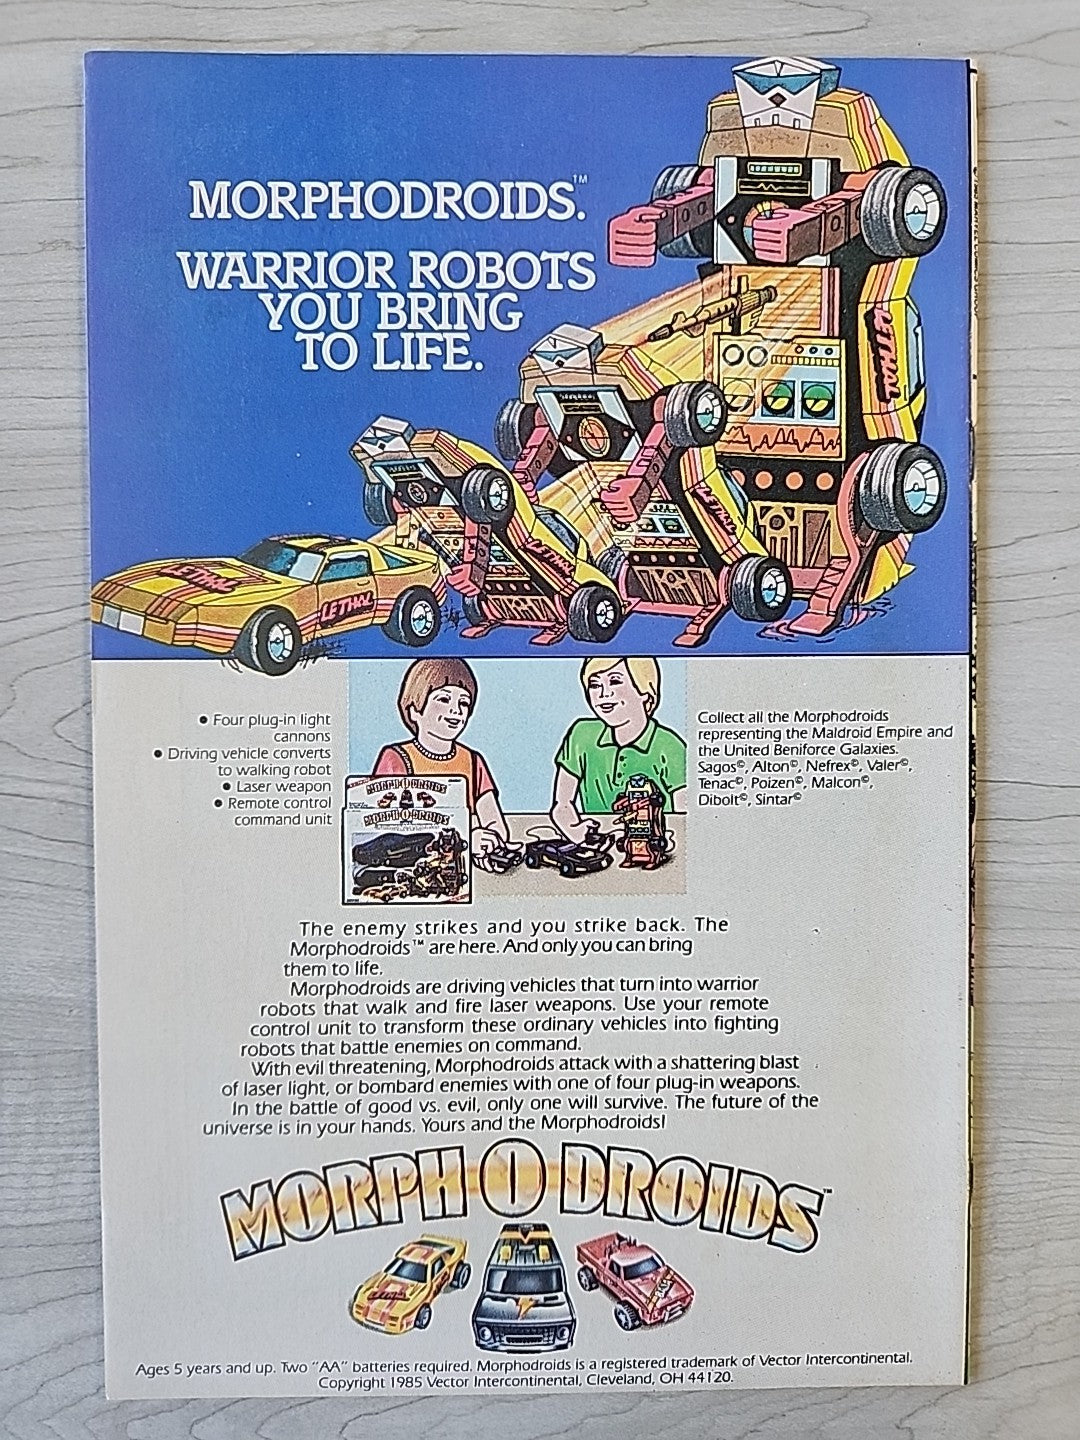 MORPHODROIDS.™
WARRIOR ROBOTS
YOU BRING
TO LIFE.
LETHAL
LETHAL
LETHAL
LETHAL
LETHAL
LETHAL
• Four plug-in light
cannons
• Driving vehicle converts
to walking robot
• Laser weapon
• Remote control
command unit
MORPH·O·DROIDS
MORPH·O·DROIDS
Collect all the Morphodroids
representing the Maldroid Empire and
the United Beniforce Galaxies.
Sagos©, Alton©, Nefrex©, Valer©,
Tenac©, Poizen©, Malcon©,
Dibolt©, Sintar©
The enemy strikes and you strike back. The
Morphodroids™ are here. And only you can bring
them to life.
Morphodroids are driving vehicles that turn into warrior
robots that walk and fire laser weapons. Use your remote
control unit to transform these ordinary vehicles into fighting
robots that battle enemies on command.
With evil threatening, Morphodroids attack with a shattering blast
of laser light, or bombard enemies with one of four plug-in weapons.
In the battle of good vs. evil, only one will survive. The future of the
universe is in your hands. Yours and the Morphodroids!
MORPH O DROIDS™
Ages 5 years and up. Two "AA" batteries required. Morphodroids is a registered trademark of Vector Intercontinental.
Copyright 1985 Vector Intercontinental, Cleveland, OH 44120.